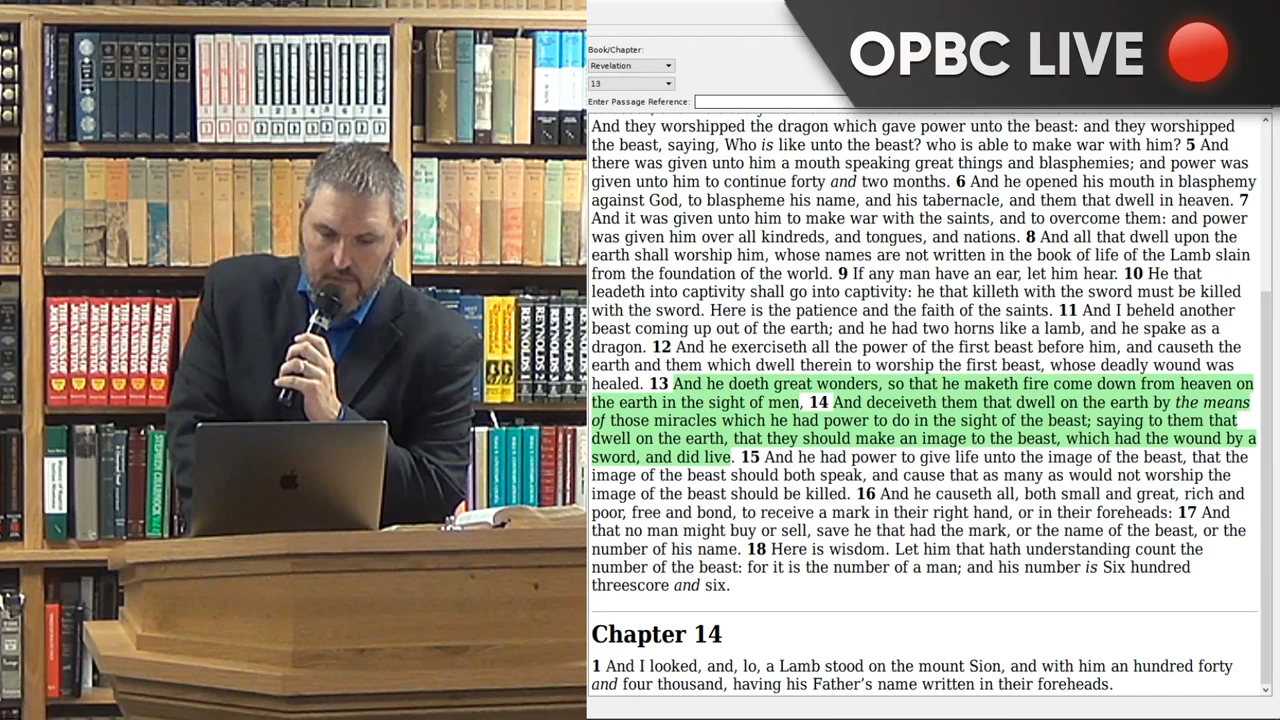 OPBC LIVE
Book/Chapter:
Revelation
13
Enter Passage Reference:
And they worshipped the dragon which gave power unto the beast: and they worshipped
the beast, saying, Who is like unto the beast? who is able to make war with him? 5 And
there was given unto him a mouth speaking great things and blasphemies; and power was
given unto him to continue forty and two months. 6 And he opened his mouth in blasphemy
against God, to blaspheme his name, and his tabernacle, and them that dwell in heaven. 7
And it was given unto him to make war with the saints, and to overcome them: and power
was given him over all kindreds, and tongues, and nations. 8 And all that dwell upon the
earth shall worship him, whose names are not written in the book of life of the Lamb slain
from the foundation of the world. 9 If any man have an ear, let him hear. 10 He that
leadeth into captivity shall go into captivity: he that killeth with the sword must be killed
with the sword. Here is the patience and the faith of the saints. 11 And I beheld another
beast coming up out of the earth; and he had two horns like a lamb, and he spake as a
dragon. 12 And he exerciseth all the power of the first beast before him, and causeth the
earth and them which dwell therein to worship the first beast, whose deadly wound was
healed. 13 And he doeth great wonders, so that he maketh fire come down from heaven on
the earth in the sight of men, 14 And deceiveth them that dwell on the earth by the means
of those miracles which he had power to do in the sight of the beast; saying to them that
dwell on the earth, that they should make an image to the beast, which had the wound by a
sword, and did live. 15 And he had power to give life unto the image of the beast, that the
image of the beast should both speak, and cause that as many as would not worship the
image of the beast should be killed. 16 And he causeth all, both small and great, rich and
poor, free and bond, to receive a mark in their right hand, or in their foreheads: 17 And
that no man might buy or sell, save he that had the mark, or the name of the beast, or the
number of his name. 18 Here is wisdom. Let him that hath understanding count the
number of the beast: for it is the number of a man; and his number is Six hundred
threescore and six.
Chapter 14
1 And I looked, and, lo, a Lamb stood on the mount Sion, and with him an hundred forty
and four thousand, having his Father's name written in their foreheads.
STEPHEN CHARNOCK
REYNOLDS
REYNOLDS
REYNOLDS
REYNOLDS